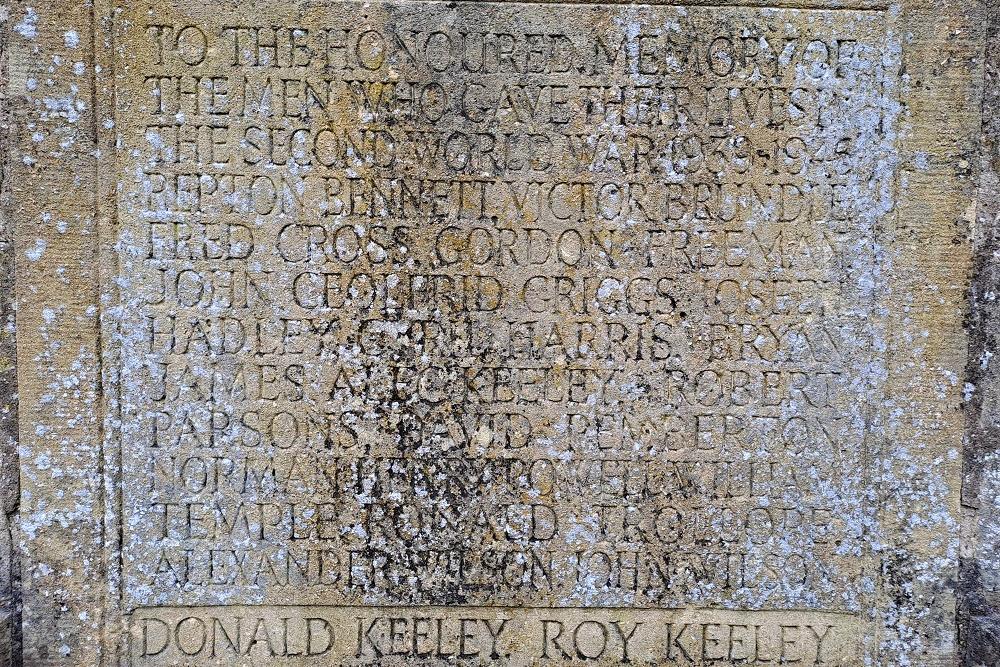 TO THE HONOURED MEMORY OF
THE MEN WHO GAVE THEIR LIVES IN
THE SECOND WORLD WAR 1939-1945
REPTON BENNETT, VICTOR BRUNDLE
FRED CROSS, GORDON FREEMAN
JOHN GEOFFRID GRIGGS, JOSEPH
HADLEY, CYRIL HARRIS, BRYAN
JAMES ALEC KEELEY, ROBERT
PARSONS, DAVID PEMBERTON
NORMAN HENRY POWELL, WILLIAM
TEMPLE, RONALD TROLLOPE,
ALEXANDER WILSON, JOHN WILSON
DONALD KEELEY, ROY KEELEY